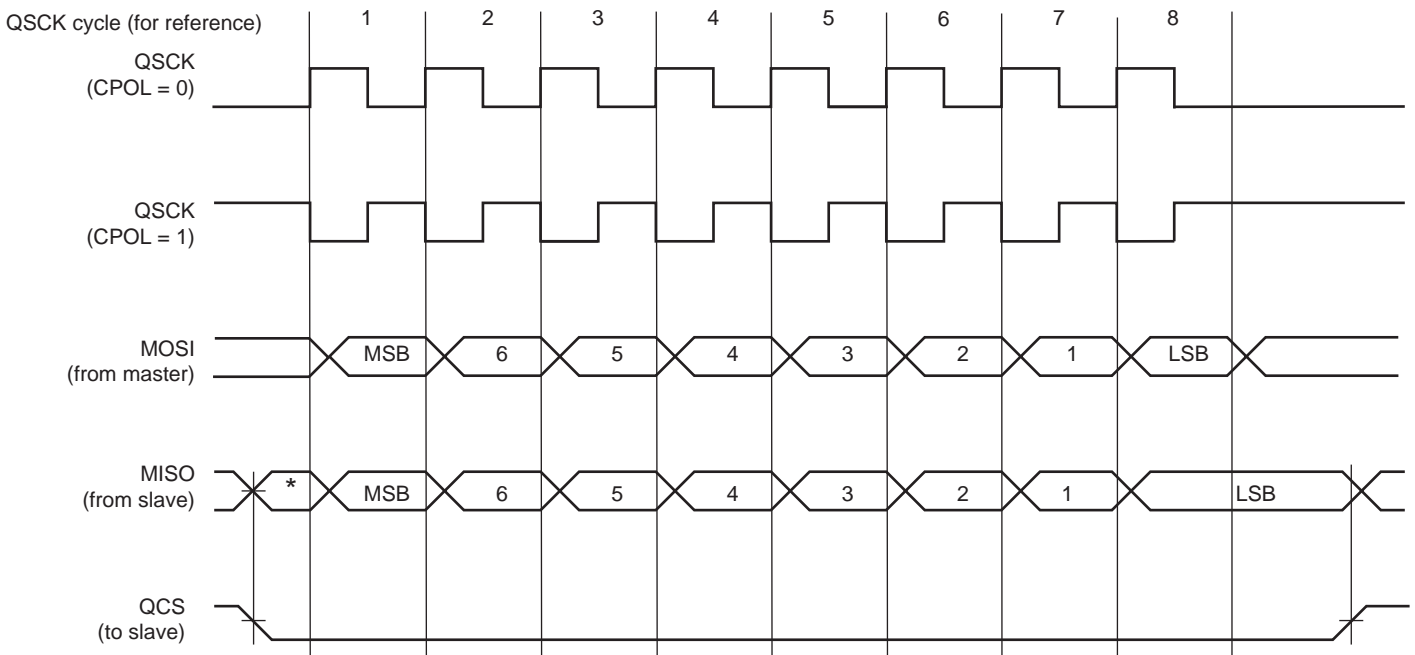 QSCK cycle (for reference) 1 2 3 4 5 6 7 8
QSCK
(CPOL = 0)
QSCK
(CPOL = 1)
MOSI
(from master)
MSB 6 5 4 3 2 1 LSB
MISO
(from slave)
* MSB 6 5 4 3 2 1 LSB
QCS
(to slave)